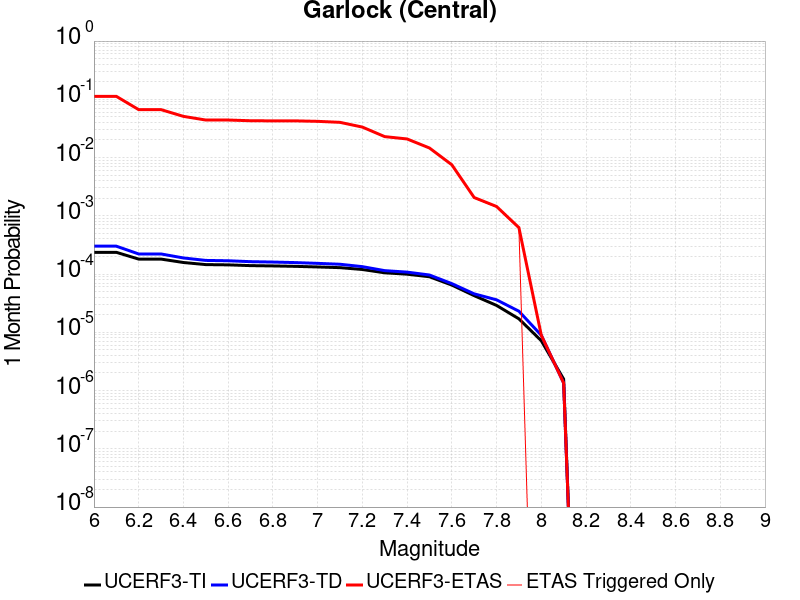 Garlock (Central)
10^0
10^-1
10^-2
10^-3
10^-4
10^-5
10^-6
10^-7
10^-8
1 Month Probability
6 6.2 6.4 6.6 6.8 7 7.2 7.4 7.6 7.8 8 8.2 8.4 8.6 8.8 9
Magnitude
UCERF3-TI UCERF3-TD UCERF3-ETAS ETAS Triggered Only